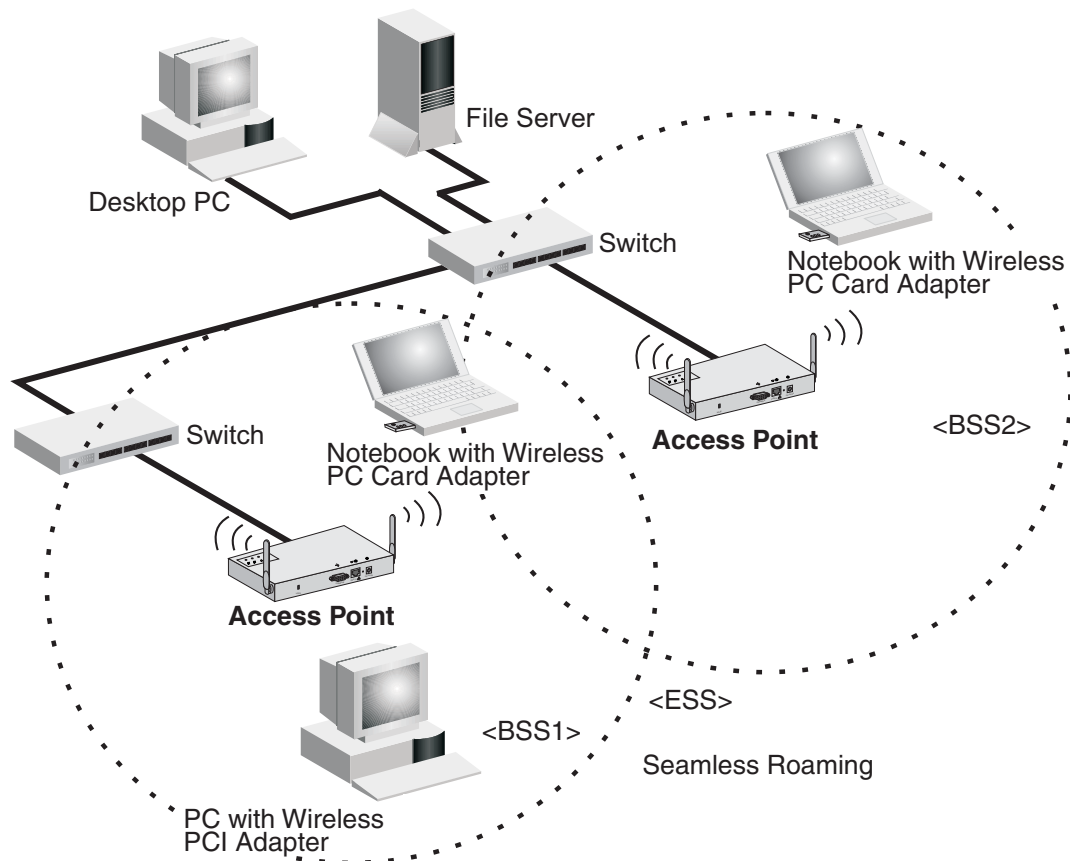 File Server
Desktop PC
Switch
Notebook with Wireless
PC Card Adapter
Switch
Notebook with Wireless
PC Card Adapter
Access Point
<BSS2>
Access Point
<ESS>
<BSS1>
Seamless Roaming
PC with Wireless
PCI Adapter